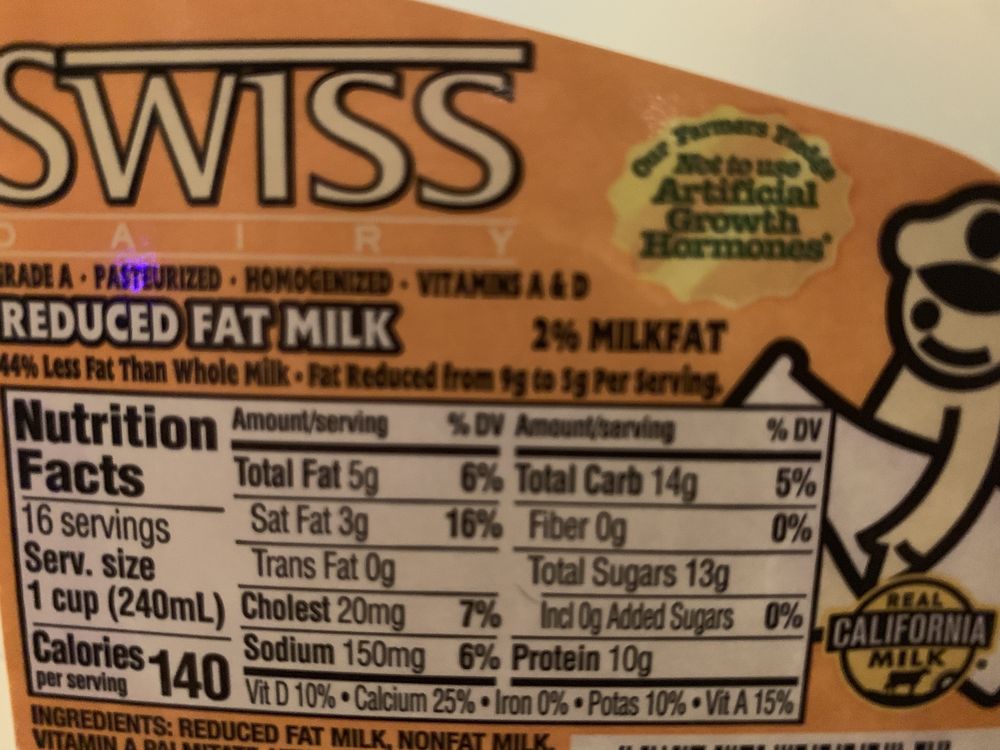 SWISS
DAIRY
GRADE A • PASTEURIZED • HOMOGENIZED • VITAMINS A & D
REDUCED FAT MILK
2% MILKFAT
44% Less Fat Than Whole Milk • Fat Reduced from 9g to 5g Per Serving.
Our Farmers Pledge
Not to use
Artificial
Growth
Hormones*
Nutrition
Facts
16 servings
Serv. size
1 cup (240mL)
Calories
per serving
140
Amount/serving % DV
Total Fat 5g 6%
Sat Fat 3g 16%
Trans Fat 0g
Cholest 20mg 7%
Sodium 150mg 6%
Amount/serving % DV
Total Carb 14g 5%
Fiber 0g 0%
Total Sugars 13g
Incl 0g Added Sugars 0%
Protein 10g
Vit D 10% • Calcium 25% • Iron 0% • Potas 10% • Vit A 15%
REAL
CALIFORNIA
MILK
INGREDIENTS: REDUCED FAT MILK, NONFAT MILK,
VITAMIN A